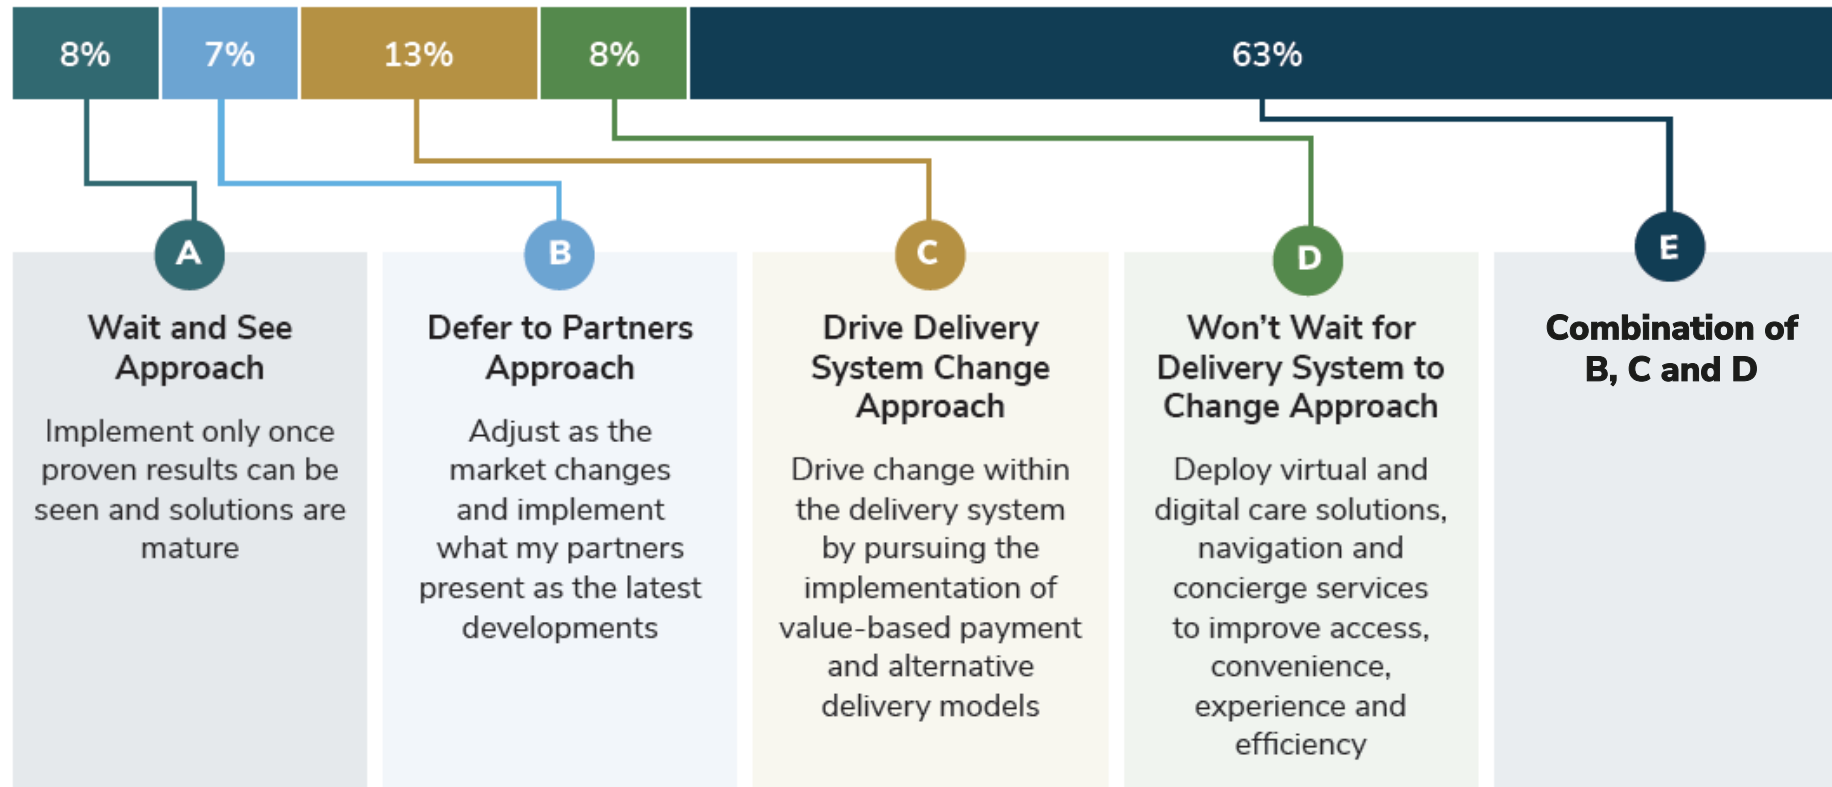 8%
7%
13%
8%
63%
A
Wait and See
Approach
Implement only once
proven results can be
seen and solutions are
mature
B
Defer to Partners
Approach
Adjust as the
market changes
and implement
what my partners
present as the latest
developments
C
Drive Delivery
System Change
Approach
Drive change within
the delivery system
by pursuing the
implementation of
value-based payment
and alternative
delivery models
D
Won’t Wait for
Delivery System to
Change Approach
Deploy virtual and
digital care solutions,
navigation and
concierge services
to improve access,
convenience,
experience and
efficiency
E
Combination of
B, C and D